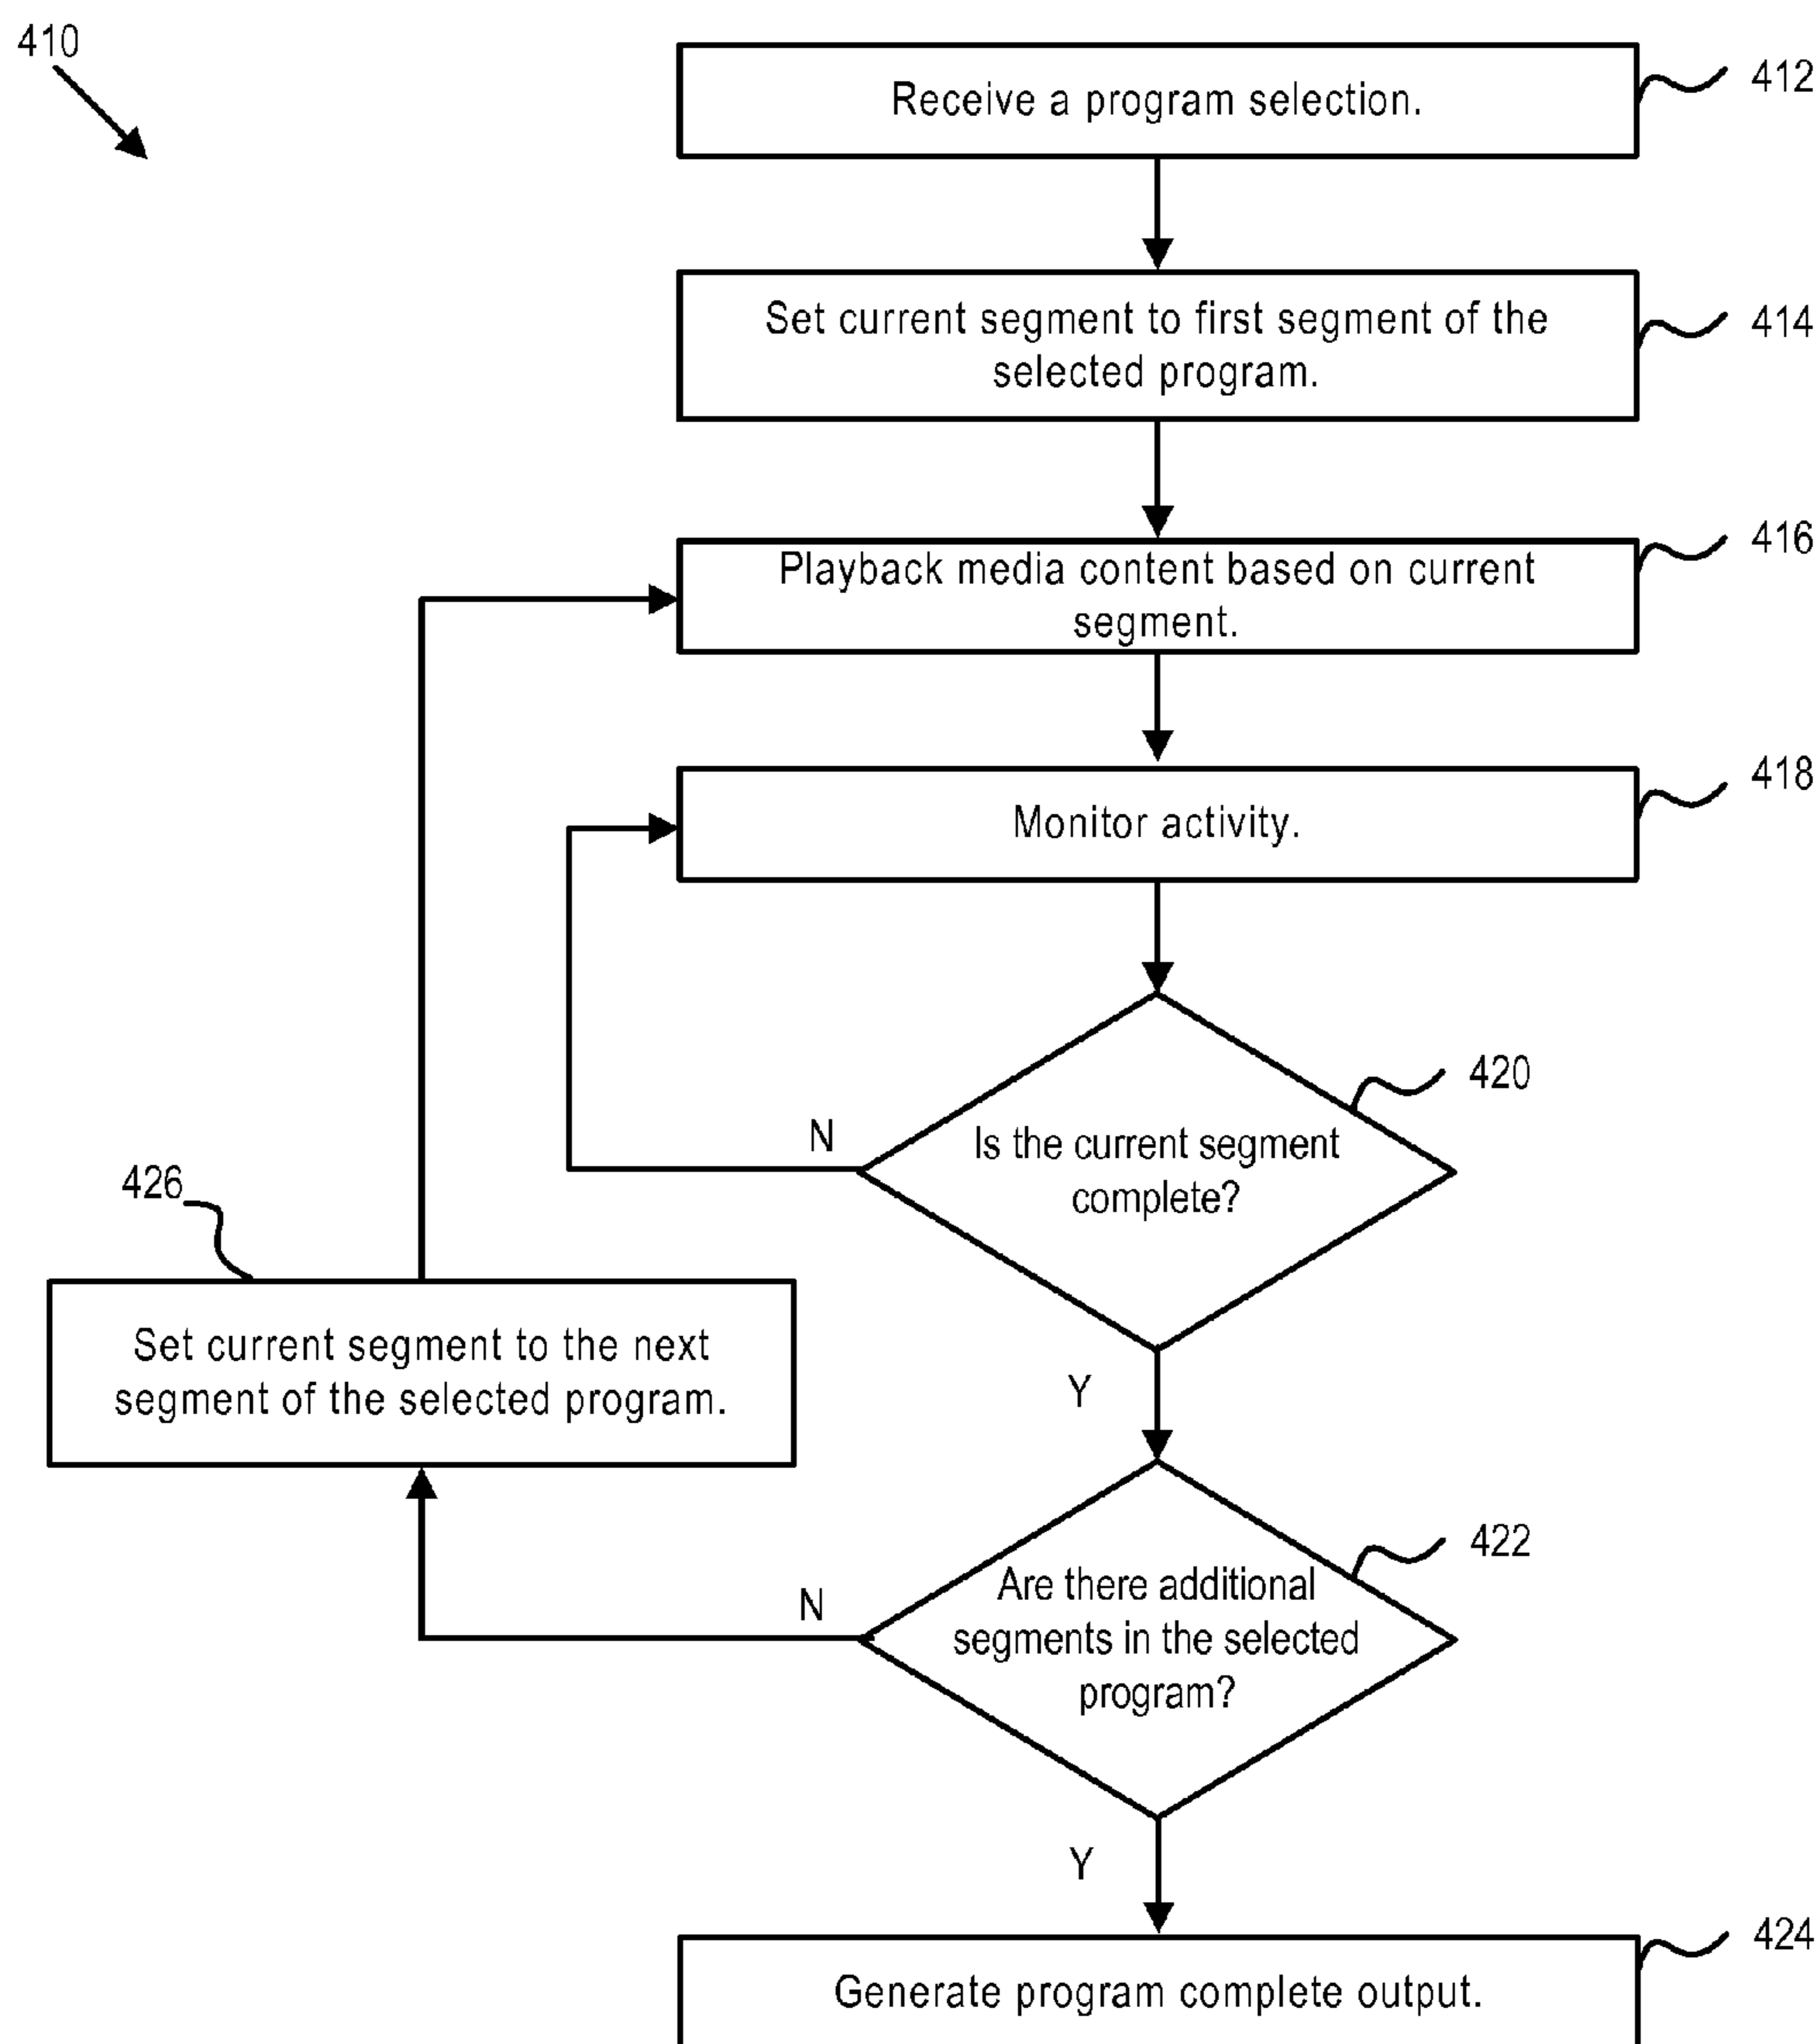 410
Receive a program selection.
412
Set current segment to first segment of the
selected program.
414
Playback media content based on current
segment.
416
Monitor activity.
418
Is the current segment
complete?
420
N
Y
426
Set current segment to the next
segment of the selected program.
Are there additional
segments in the selected
program?
422
N
Y
Generate program complete output.
424